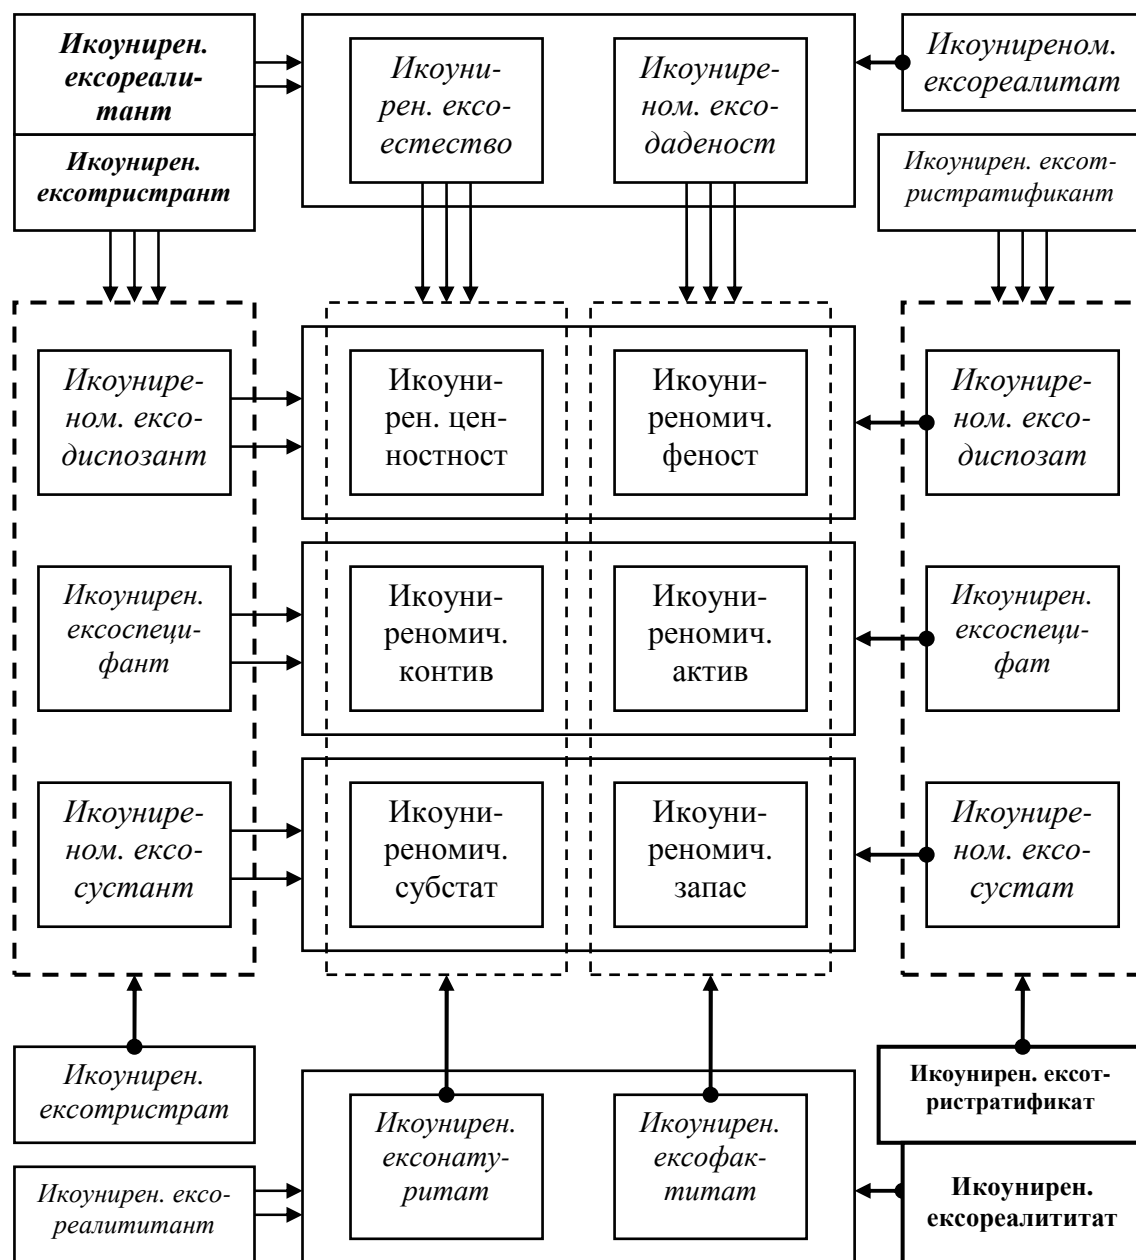 Икоунирен.
ексореали-
тант
Икоунирен.
ексотристрант
Икоуни-
рен. ексо-
естество
Икоунире-
ном. ексо-
даденост
Икоуниреном.
ексореалитат
Икоунирен. ексот-
ристратификант
Икоунире-
ном. ексо-
диспозант
Икоуни-
рен. цен-
ностност
Икоуни-
реномич.
феност
Икоунире-
ном. ексо-
диспозат
Икоунирен.
ексоспеци-
фант
Икоуни-
реномич.
контив
Икоуни-
реномич.
актив
Икоунирен.
ексоспеци-
фат
Икоунире-
ном. ексо-
сустант
Икоуни-
реномич.
субстат
Икоуни-
реномич.
запас
Икоунире-
ном. ексо-
сустат
Икоунирен.
ексотристрат
Икоунирен. ексо-
реалититант
Икоунирен.
ексонату-
ритат
Икоунирен.
ексофак-
титат
Икоунирен. ексот-
ристратификат
Икоунирен.
ексореалититат